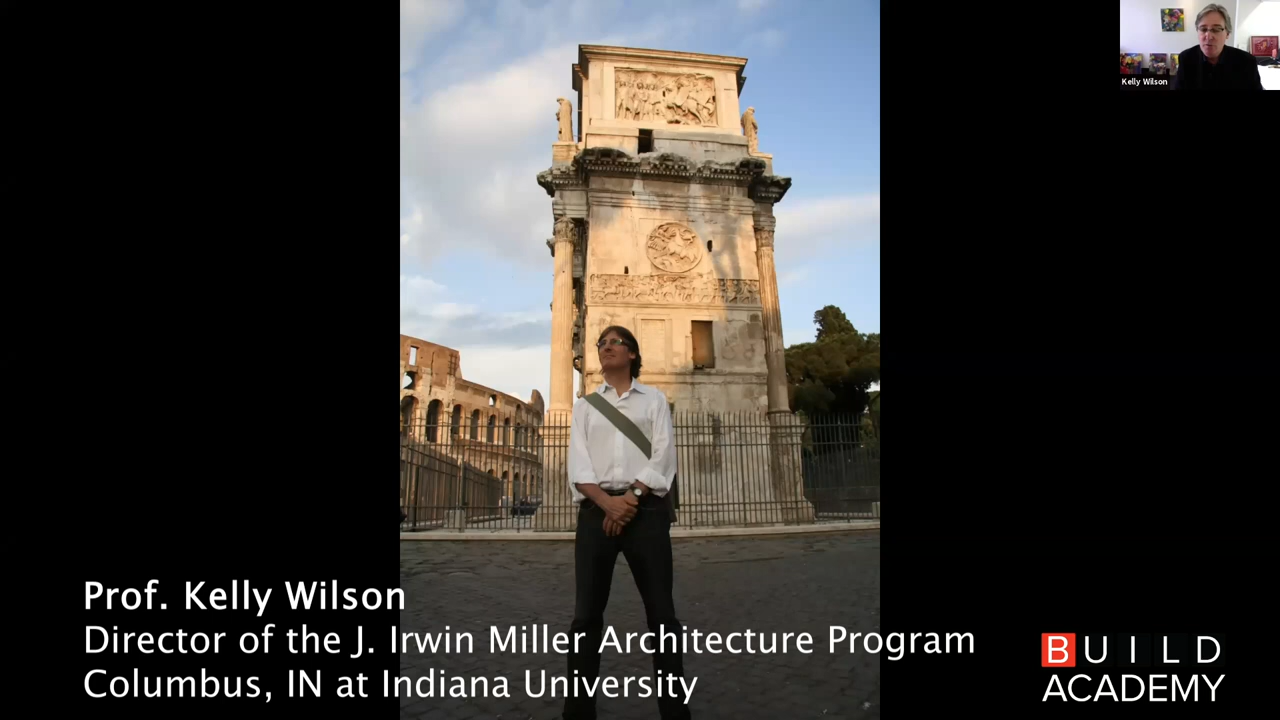 Kelly Wilson
Prof. Kelly Wilson
Director of the J. Irwin Miller Architecture Program
Columbus, IN at Indiana University
BUILD
ACADEMY